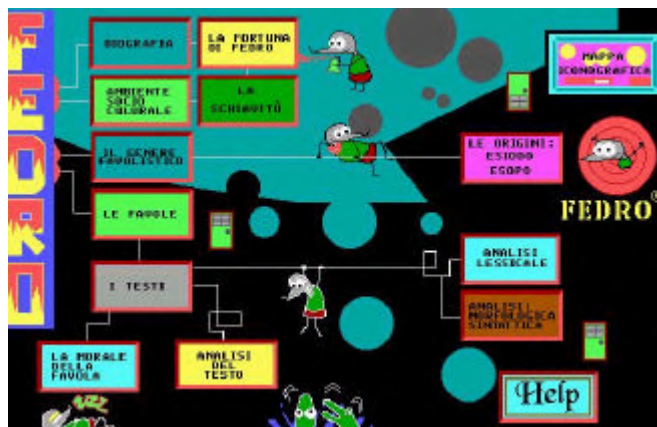 FEDRO
BIOGRAFIA
LA FORTUNA
DI FEDRO
AMBIENTE
SOCIO
CULURALE
LA
SCHIAVITÙ
MAPPA
ICONOGRAFICA
IL GENERE
FAVOLISTICO
LE ORIGINI:
ESIODO
ESOPO
FEDRO
LE FAVOLE
I TESTI
ANALISI
LESSICALE
ANALISI:
MORFOLOGICA
SINTATTICA
LA MORALE
DELLA
FAVOLA
ANALISI
DEL
TESTO
Help